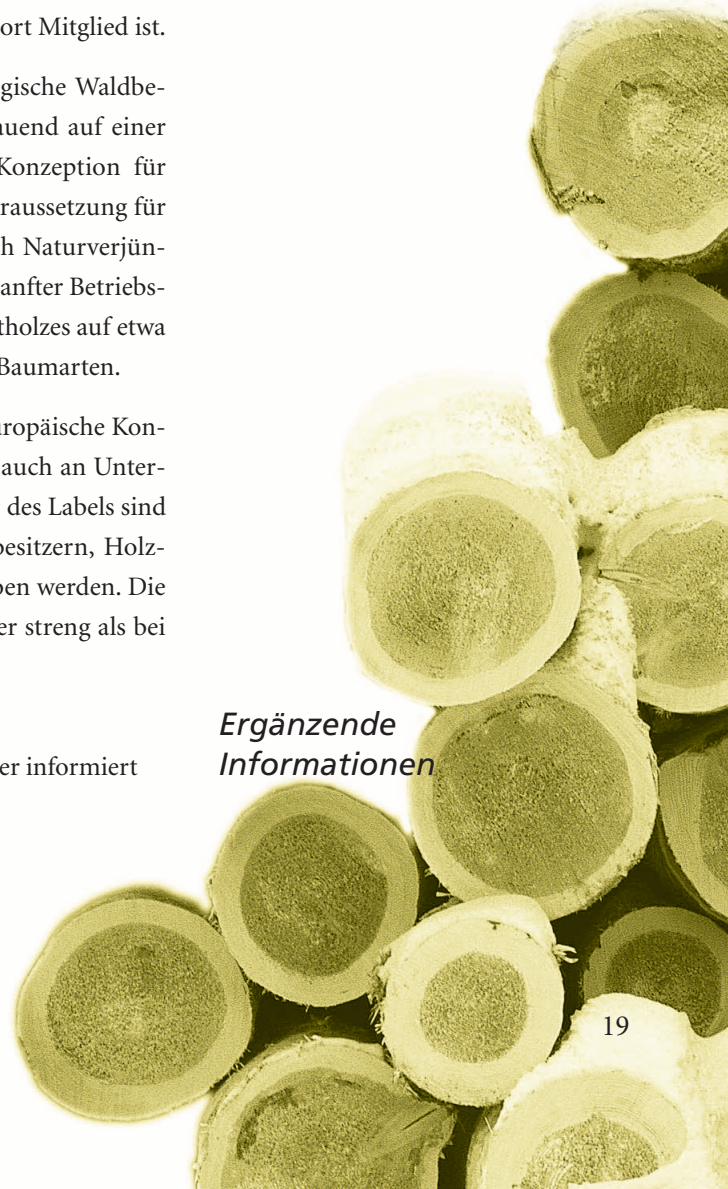 ort Mitglied ist.
gische Waldbe-
auend auf einer
Konzeption für
raussetzung für
h Naturverjün-
anfter Betriebs-
tholzes auf etwa
Baumarten.
uropäische Kon-
auch an Unter-
des Labels sind
besitzern, Holz-
ben werden. Die
er streng als bei
er informiert
Ergänzende
Informationen
19